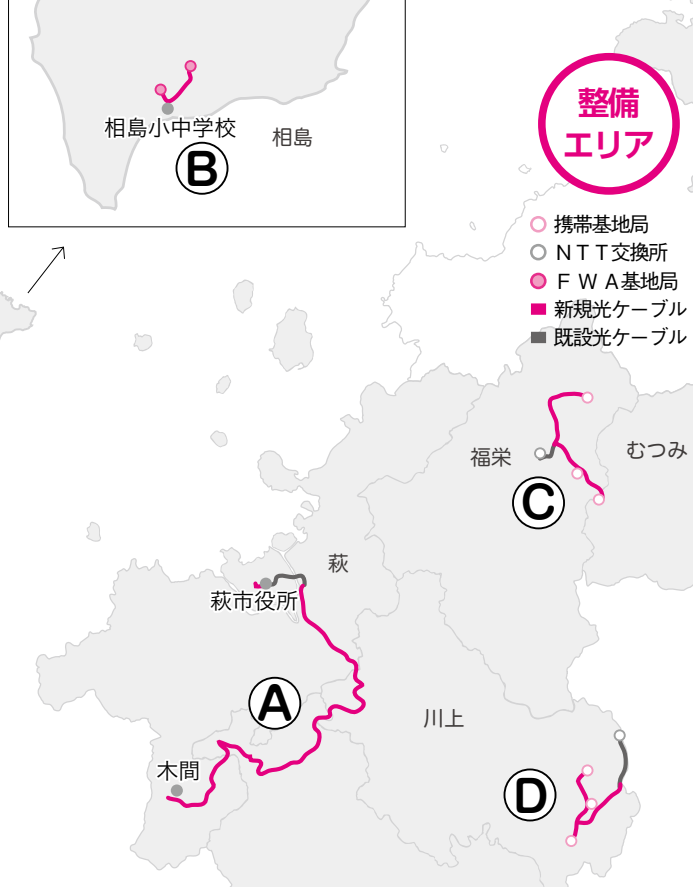 相島小中学校
相島
B
整備
エリア
携帯基地局
ＮＴＴ交換所
ＦＷＡ基地局
新規光ケーブル
既設光ケーブル
福栄
むつみ
C
萩
萩市役所
A
川上
木間
D